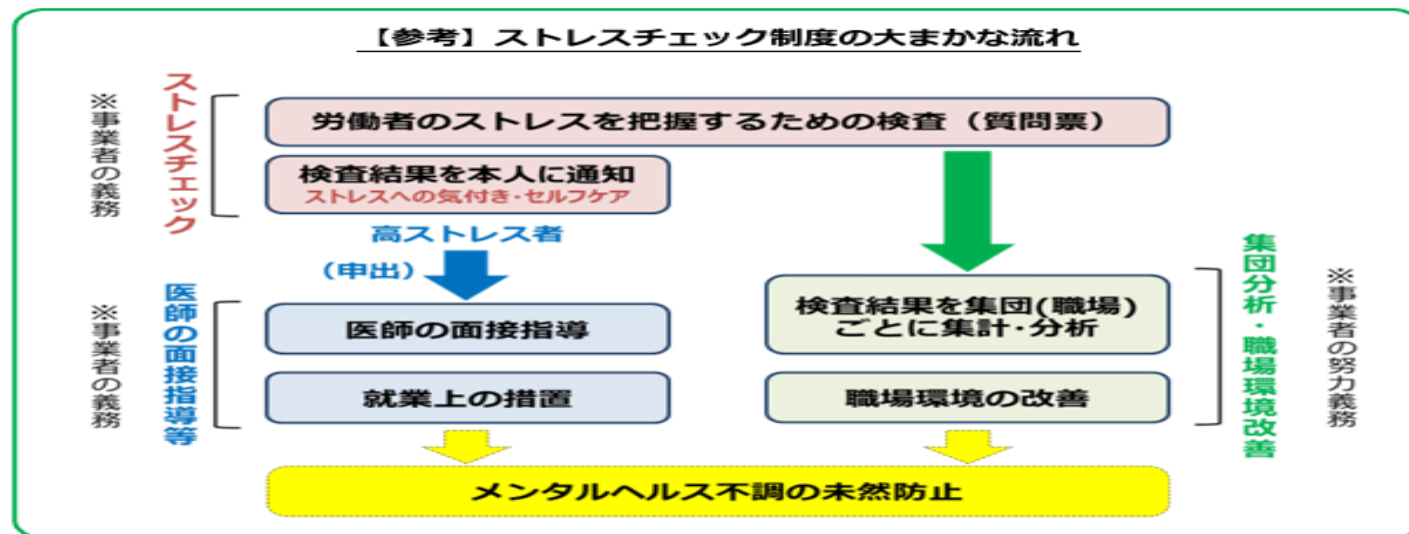 【参考】ストレスチェック制度の大まかな流れ
※事業者の義務
ストレスチェック
労働者のストレスを把握するための検査（質問票）
検査結果を本人に通知
ストレスへの気付き・セルフケア
高ストレス者
（申出）
※事業者の義務
医師の面接指導等
医師の面接指導
就業上の措置
検査結果を集団(職場)
ごとに集計・分析
職場環境の改善
集団分析・職場環境改善
※事業者の努力義務
メンタルヘルス不調の未然防止